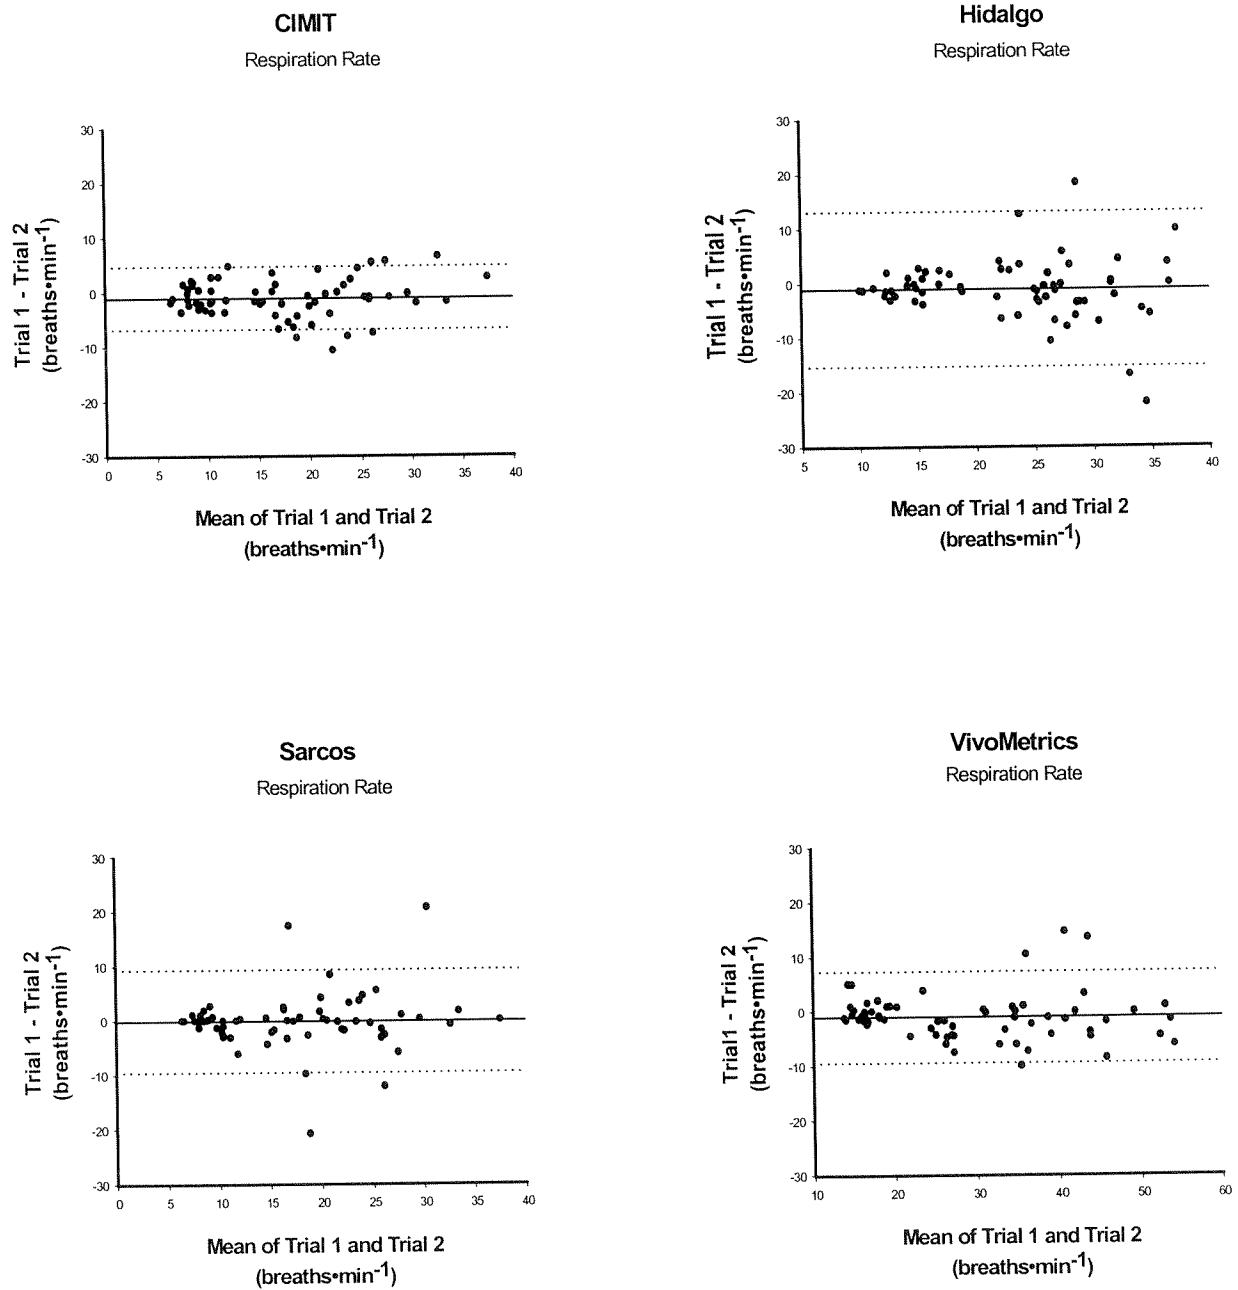 CIMIT
Respiration Rate
30
20
10
0
-10
-20
-30
0 5 10 15 20 25 30 35 40
Trial 1 - Trial 2
(breaths•min-1)
Mean of Trial 1 and Trial 2
(breaths•min-1)
Hidalgo
Respiration Rate
30
20
10
0
-10
-20
-30
5 10 15 20 25 30 35 40
Trial 1 - Trial 2
(breaths•min-1)
Mean of Trial 1 and Trial 2
(breaths•min-1)
Sarcos
Respiration Rate
30
20
10
0
-10
-20
-30
0 5 10 15 20 25 30 35 40
Trial 1 - Trial 2
(breaths•min-1)
Mean of Trial 1 and Trial 2
(breaths•min-1)
VivoMetrics
Respiration Rate
30
20
10
0
-10
-20
-30
10 20 30 40 50 60
Trial1 - Trial 2
(breaths•min-1)
Mean of Trial 1 and Trial 2
(breaths•min-1)